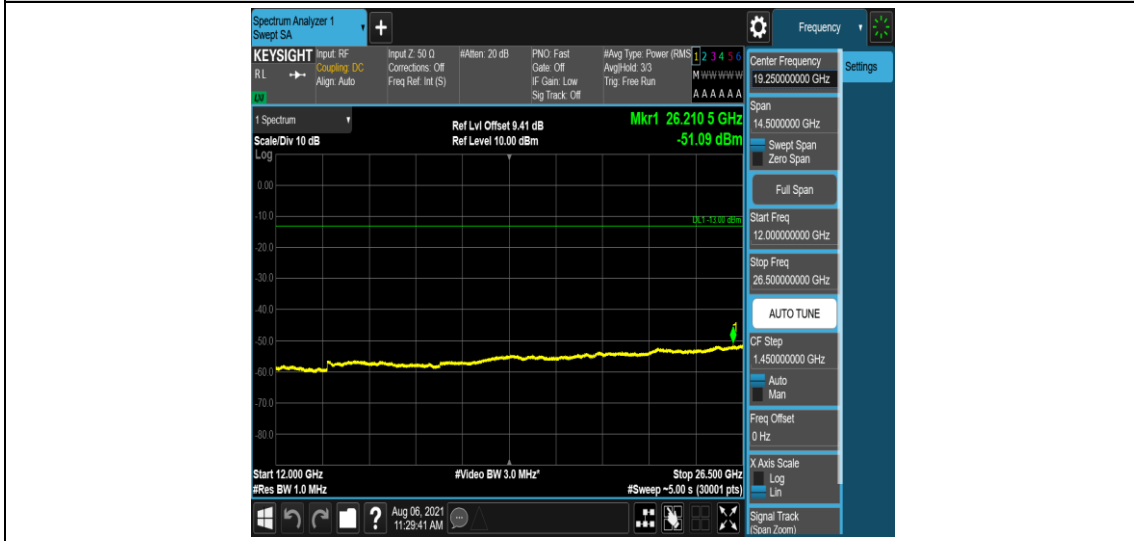 Spectrum Analyzer 1
Swept SA
+
Frequency
KEYSIGHT
RL
Input: RF
Coupling: DC
Align: Auto
Input Z: 50 Ω
Corrections: Off
Freq Ref: Int (S)
#Atten: 20 dB
PNO: Fast
Gate: Off
IF Gain: Low
Sig Track: Off
#Avg Type: Power (RMS
Avg|Hold: 3/3
Trig: Free Run
1 2 3 4 5 6
M W W W W W
A A A A A A
1 Spectrum
Scale/Div 10 dB
Log
Ref Lvl Offset 9.41 dB
Ref Level 10.00 dBm
Mkr1 26.210 5 GHz
-51.09 dBm
0.00
-10.0
DL1 -13.00 dBm
-20.0
-30.0
-40.0
-50.0
-60.0
-70.0
-80.0
1
Start 12.000 GHz
#Res BW 1.0 MHz
#Video BW 3.0 MHz*
Stop 26.500 GHz
#Sweep ~5.00 s (30001 pts)
Aug 06, 2021
11:29:41 AM
?
Center Frequency
19.250000000 GHz
Span
14.5000000 GHz
Swept Span
Zero Span
Full Span
Start Freq
12.000000000 GHz
Stop Freq
26.500000000 GHz
AUTO TUNE
CF Step
1.450000000 GHz
Auto
Man
Freq Offset
0 Hz
X Axis Scale
Log
Lin
Signal Track
(Span Zoom)
Settings